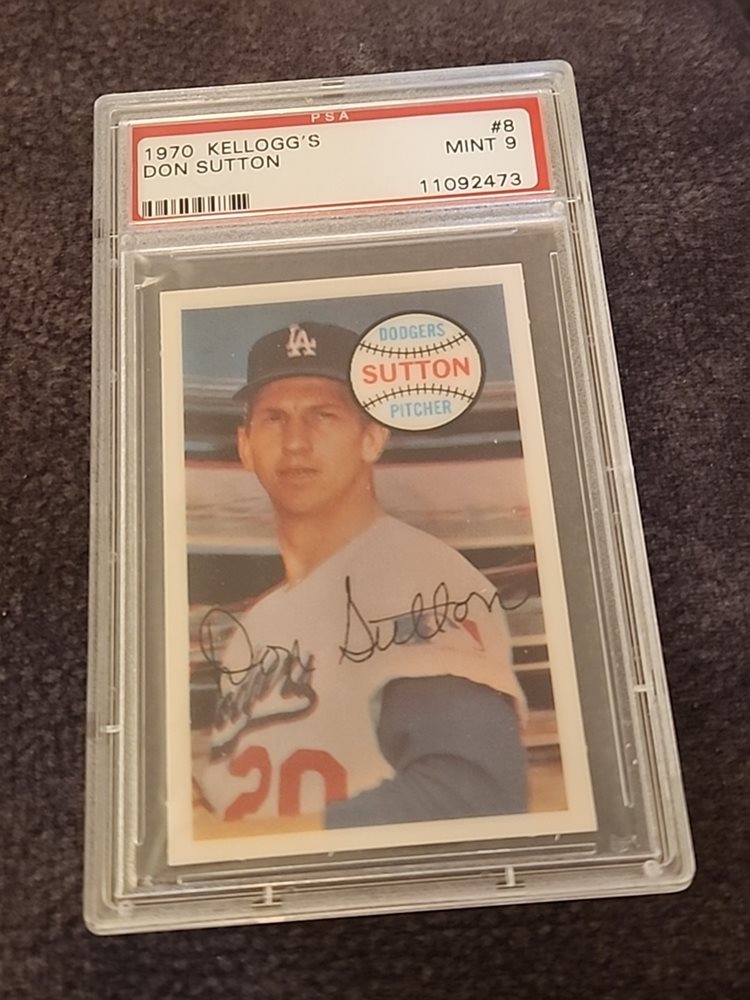 PSA
1970 KELLOGG'S #8
DON SUTTON MINT 9
11092473
LA
DODGERS
SUTTON
PITCHER
Don Sutton
20